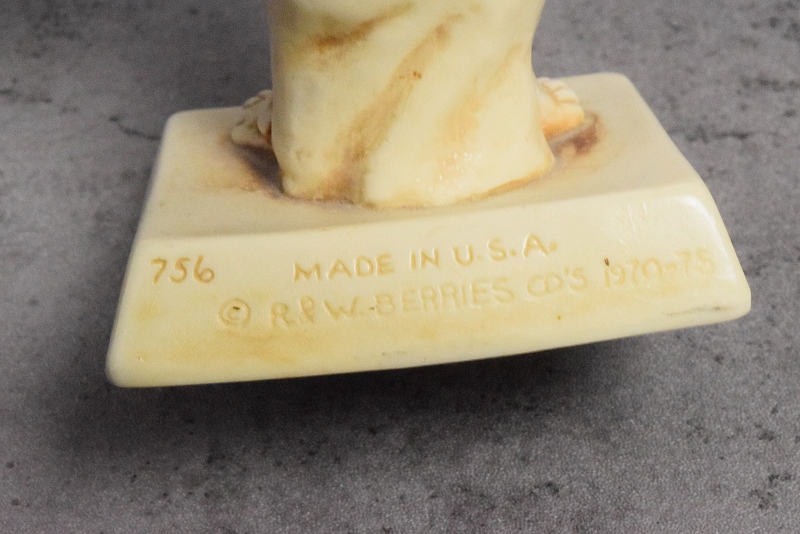 756 MADE IN U.S.A.
© R.&W. BERRIES CO'S 1970-75